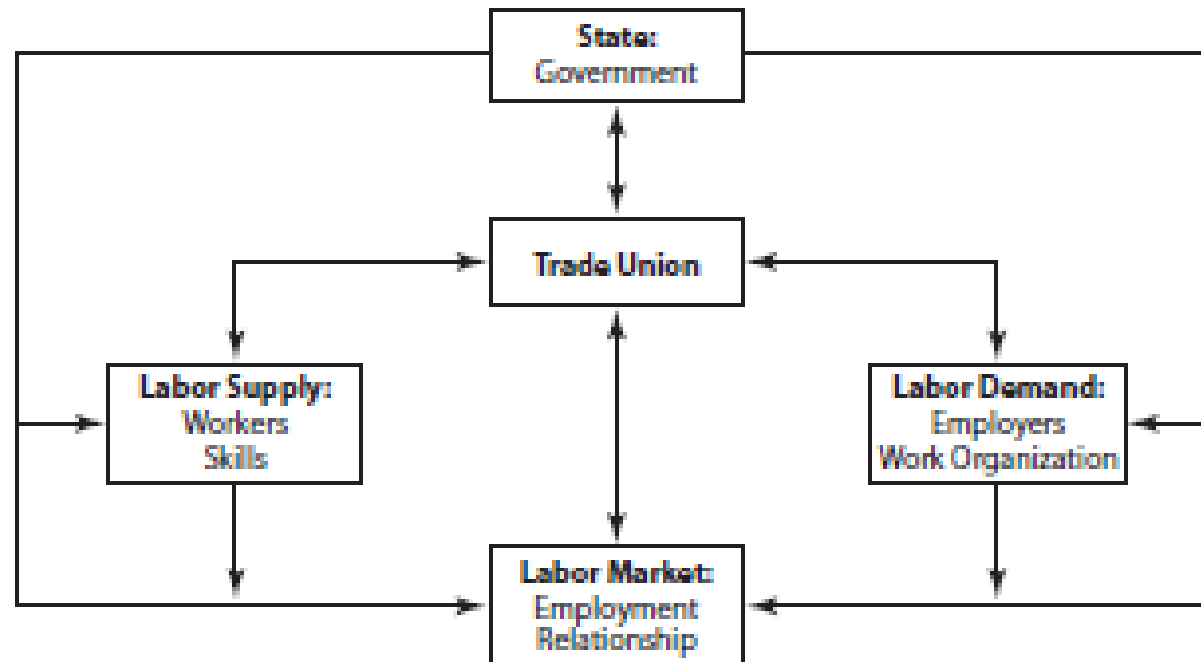 State:
Government
Trade Union
Labor Supply:
Workers
Skills
Labor Demand:
Employers
Work Organization
Labor Market:
Employment
Relationship